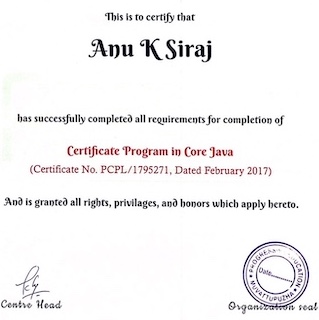 This is to certify that
Anu K Siraj
has successfully completed all requirements for completion of
Certificate Program in Core Java
(Certificate No. PCPL/1795271, Dated February 2017)
And is granted all rights, privilages, and honors which apply hereto.
Date
MUVATTUPUZHA
Centre Head
Organization seal